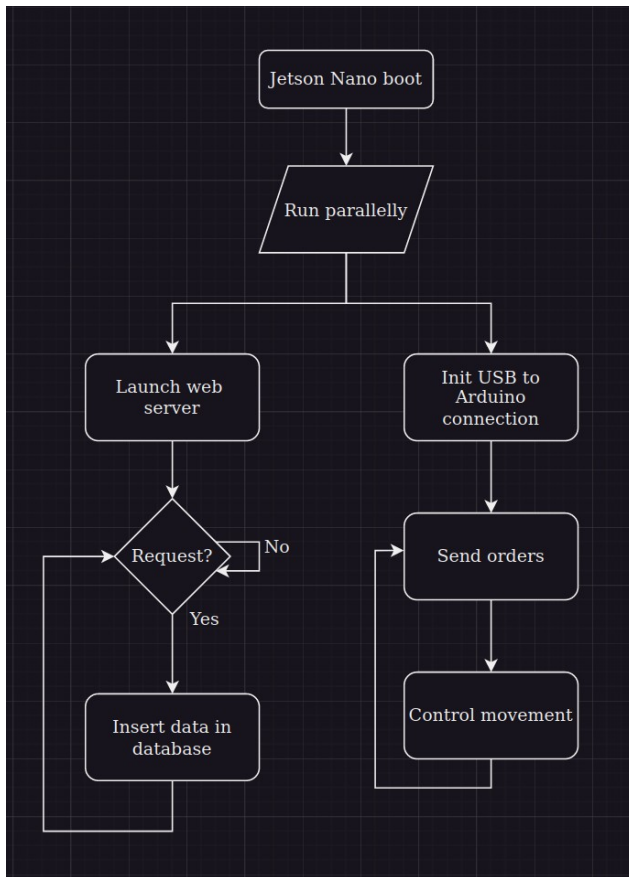 Jetson Nano boot
Run parallelly
Launch web
server
Init USB to
Arduino
connection
Request?
No
Yes
Send orders
Insert data in
database
Control movement